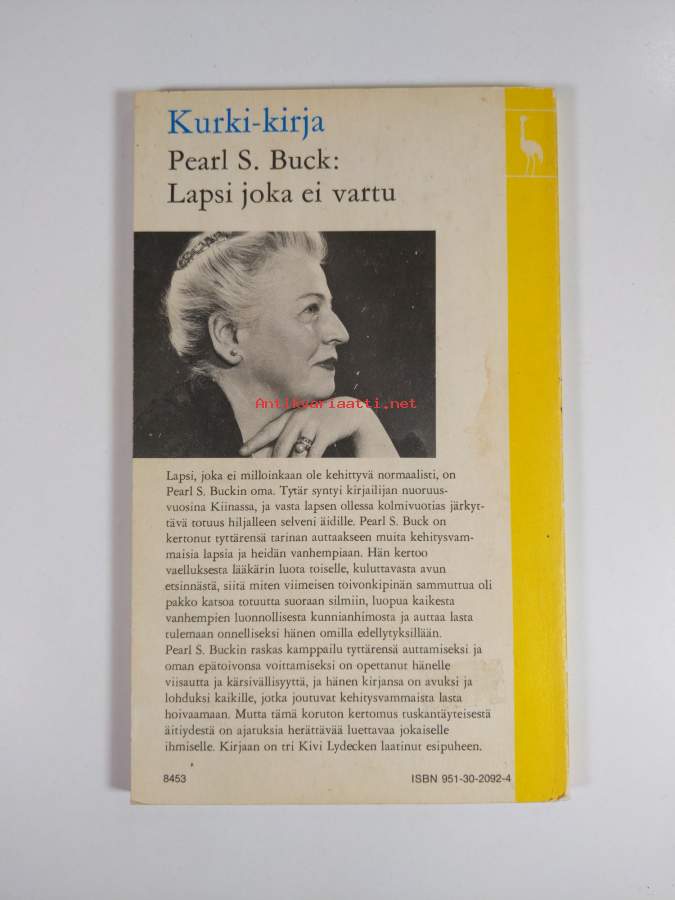 Kurki-kirja
Pearl S. Buck:
Lapsi joka ei vartu
Antikvariaatti.net
Lapsi, joka ei milloinkaan ole kehittyvä normaalisti, on
Pearl S. Buckin oma. Tytär syntyi kirjailijan nuoruus-
vuosina Kiinassa, ja vasta lapsen ollessa kolmivuotias järkyt-
tävä totuus hiljalleen selveni äidille. Pearl S. Buck on
kertonut tyttärensä tarinan auttaakseen muita kehitysvam-
maisia lapsia ja heidän vanhempiaan. Hän kertoo
vaelluksesta lääkärin luota toiselle, kuluttavasta avun
etsinnästä, siitä miten viimeisen toivonkipinän sammuttua oli
pakko katsoa totuutta suoraan silmiin, luopua kaikesta
vanhempien luonnollisesta kunnianhimosta ja auttaa lasta
tulemaan onnelliseksi hänen omilla edellytyksillään.
Pearl S. Buckin raskas kamppailu tyttärensä auttamiseksi ja
oman epätoivonsa voittamiseksi on opettanut hänelle
viisautta ja kärsivällisyyttä, ja hänen kirjansa on avuksi ja
lohduksi kaikille, jotka joutuvat kehitysvammaista lasta
hoivaamaan. Mutta tämä koruton kertomus tuskantäyteisestä
äitiydestä on ajatuksia herättävää luettavaa jokaiselle
ihmiselle. Kirjaan on tri Kivi Lydecken laatinut esipuheen.
8453 ISBN 951-30-2092-4